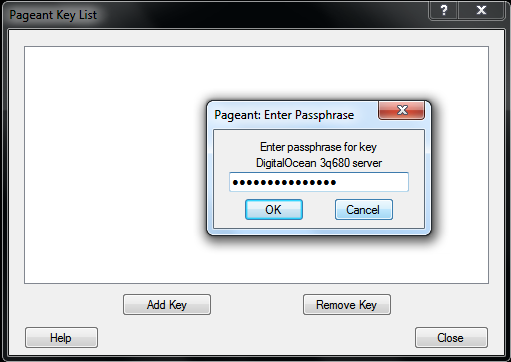 Pageant Key List
?
Pageant: Enter Passphrase
Enter passphrase for key
DigitalOcean 3q680 server
●●●●●●●●●●●●●●●
OK
Cancel
Add Key
Remove Key
Help
Close